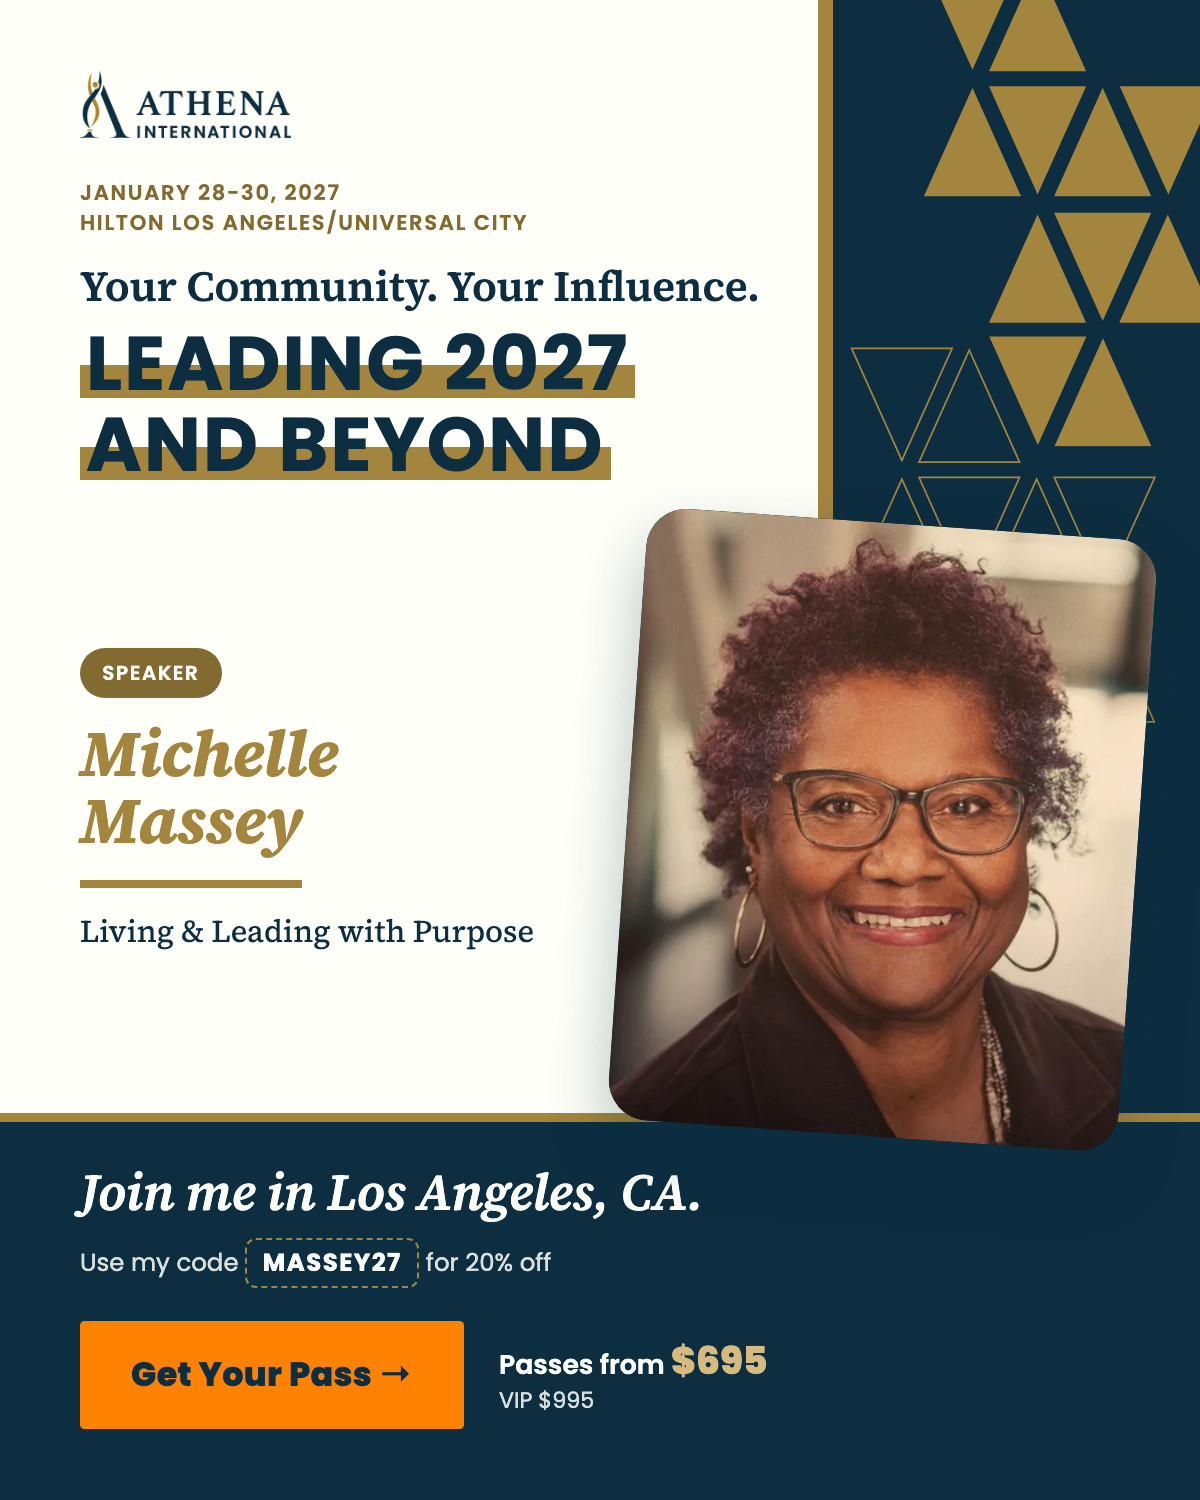 ATHENA
INTERNATIONAL
JANUARY 28-30, 2027
HILTON LOS ANGELES/UNIVERSAL CITY
Your Community. Your Influence.
LEADING 2027
AND BEYOND
SPEAKER
Michelle
Massey
Living & Leading with Purpose
Join me in Los Angeles, CA.
Use my code MASSEY27 for 20% off
Get Your Pass →
Passes from $695
VIP $995